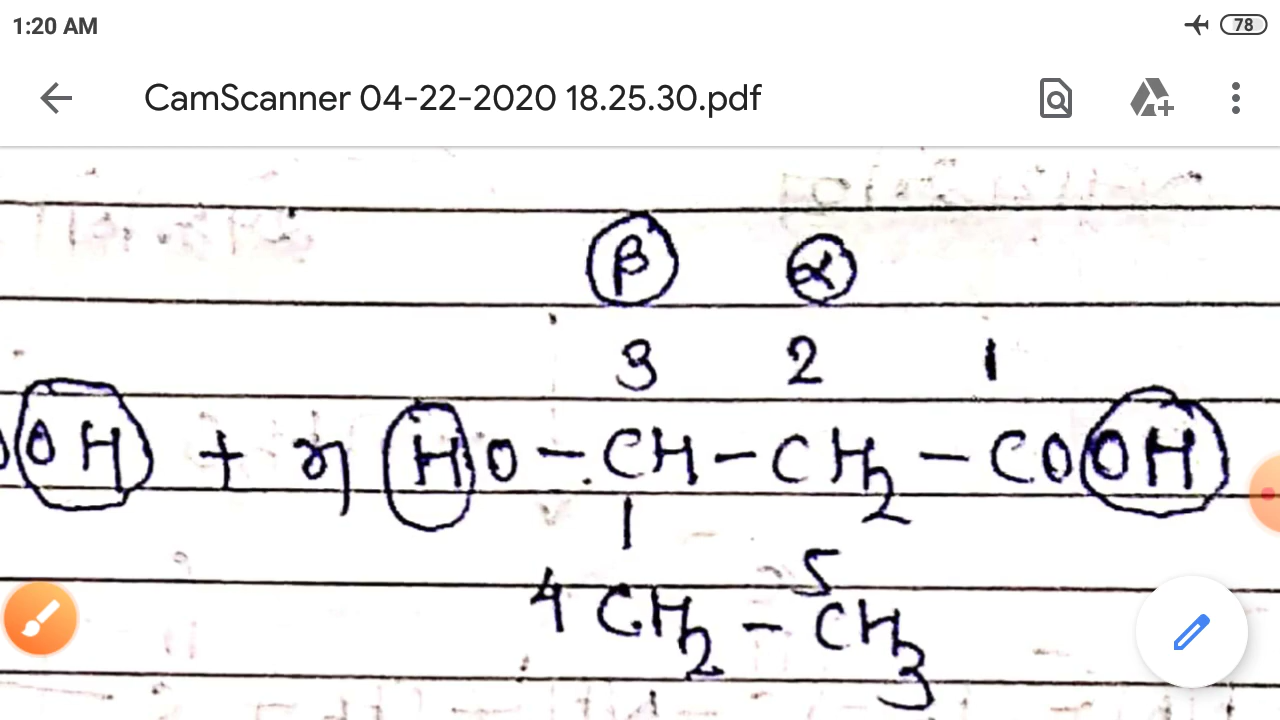 1:20 AM 78
CamScanner 04-22-2020 18.25.30.pdf
β α
3 2 1
OH + n HO - CH - CH₂ - COOH
4 CH₂ - 5 CH₃